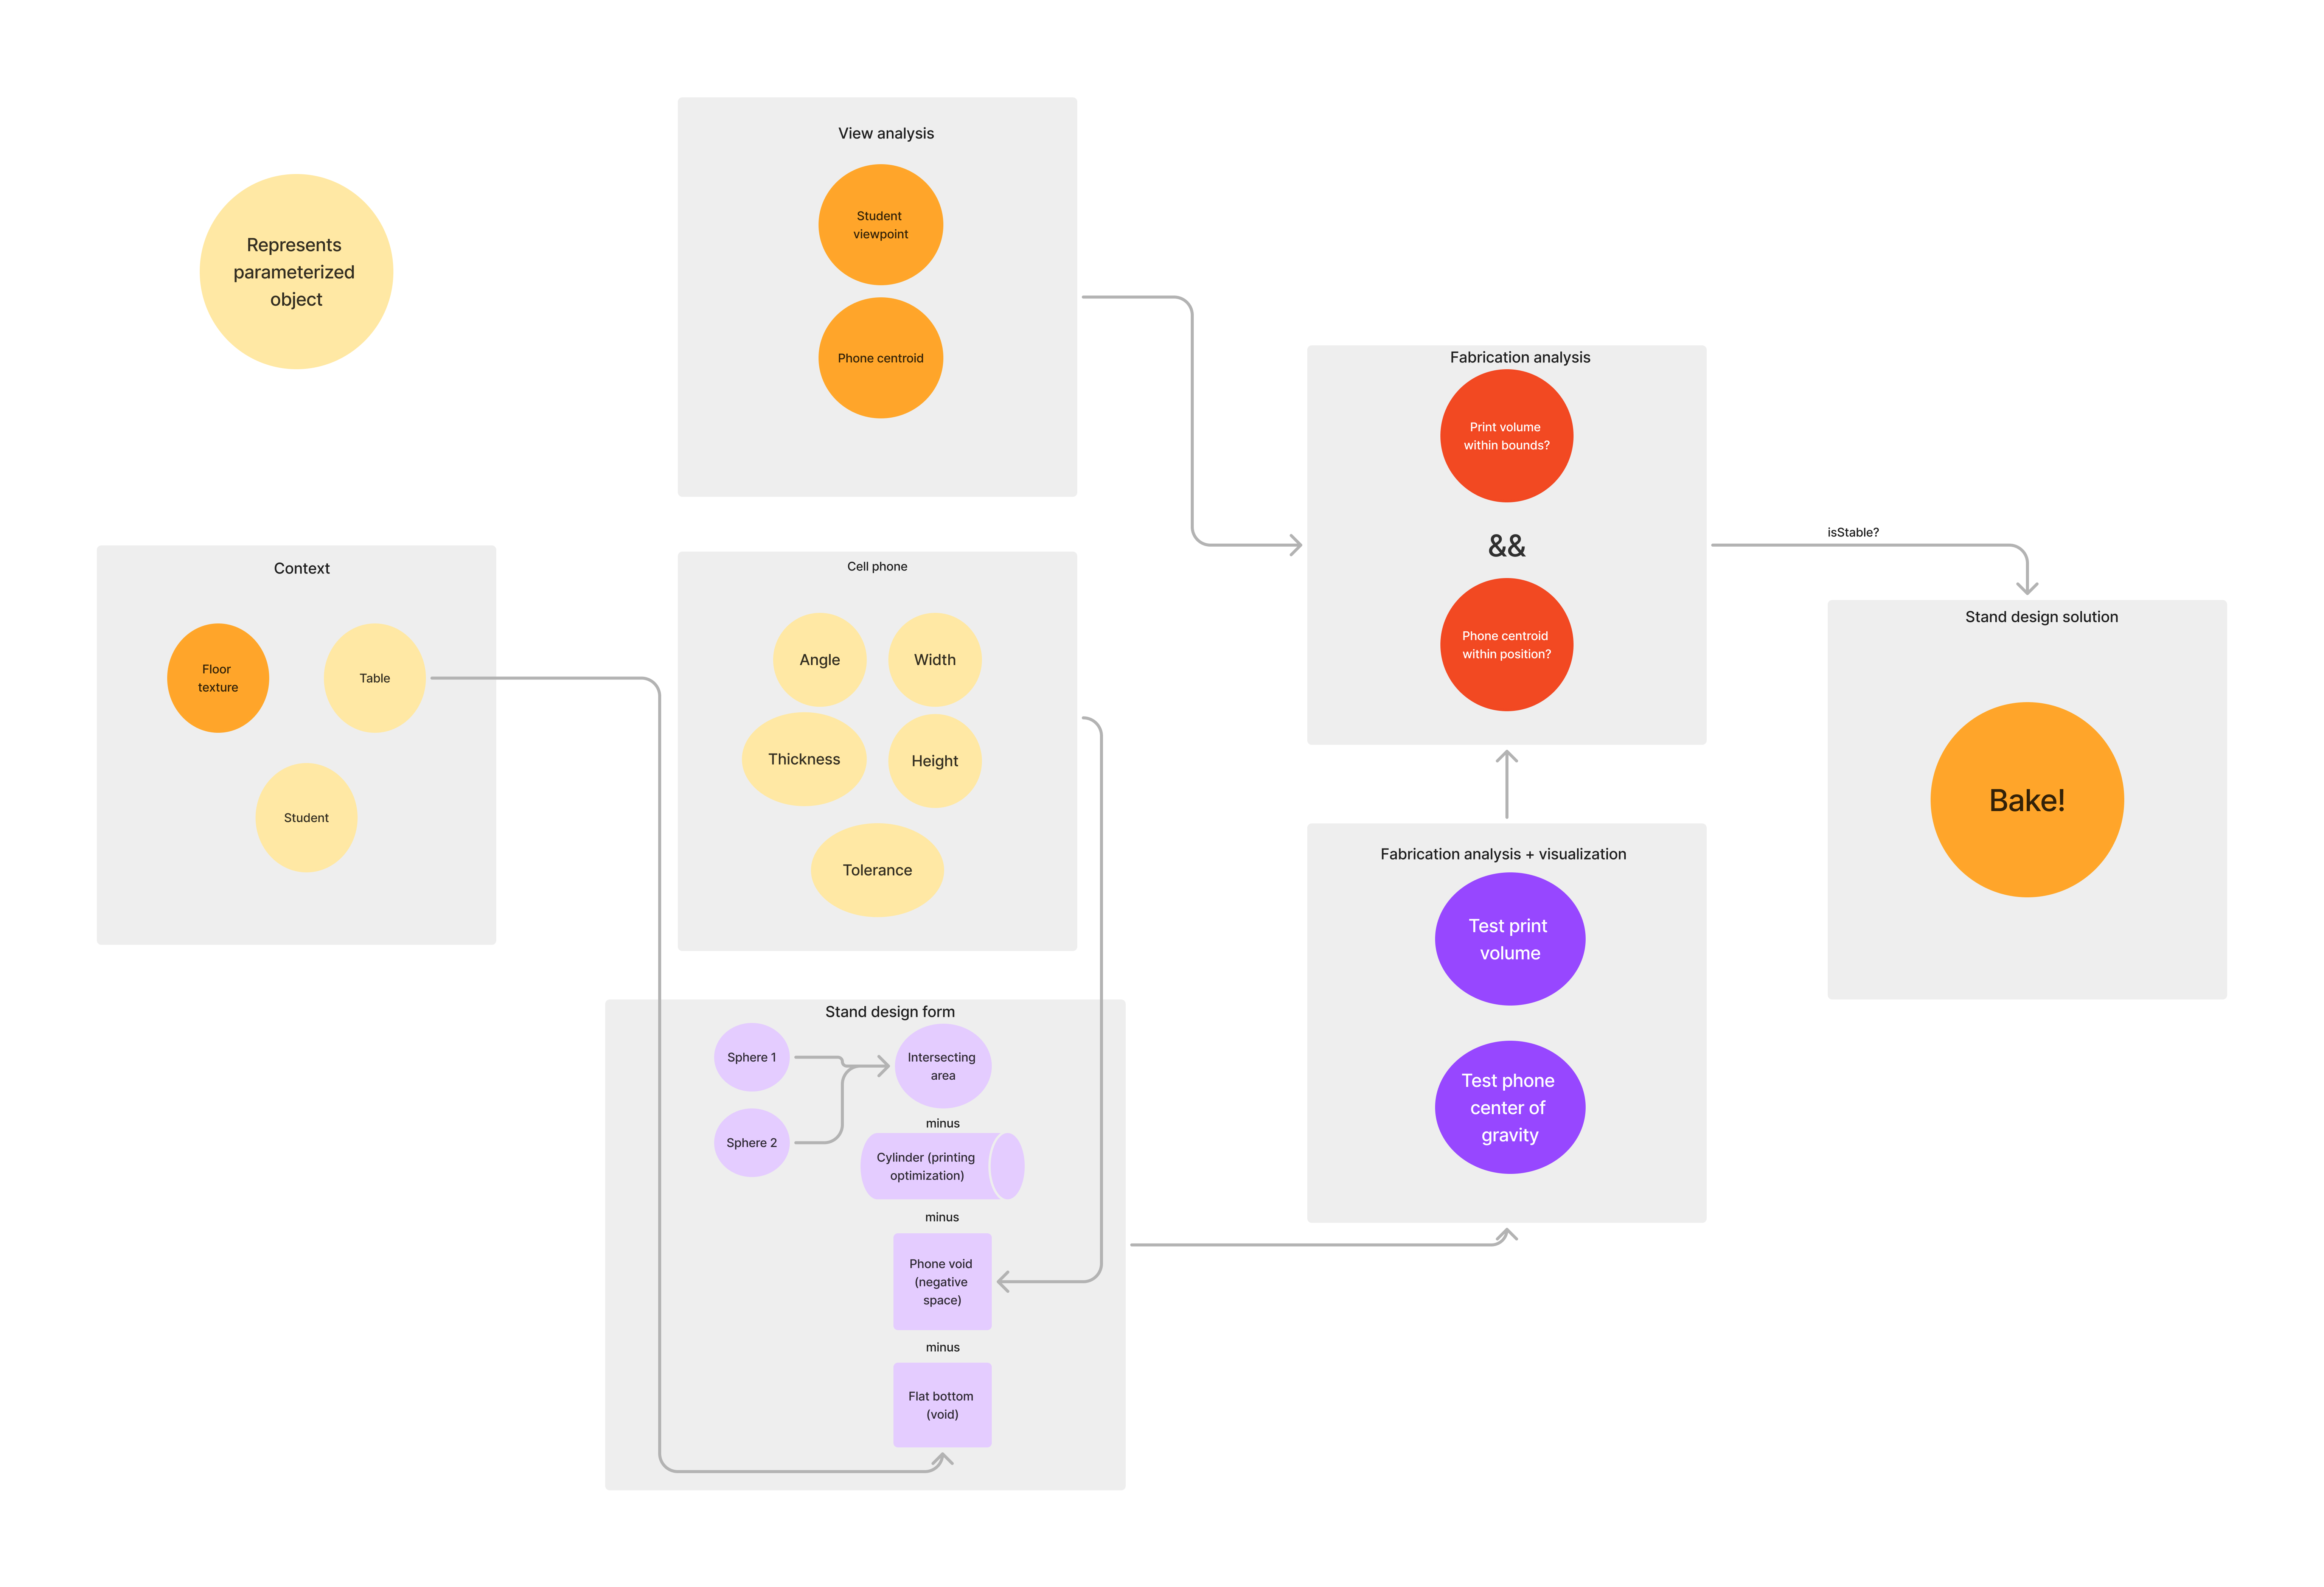 Represents
parameterized
object
View analysis
Student
viewpoint
Phone centroid
Context
Floor
texture
Table
Student
Cell phone
Angle
Width
Thickness
Height
Tolerance
Stand design form
Sphere 1
Sphere 2
Intersecting
area
minus
Cylinder (printing
optimization)
minus
Phone void
(negative
space)
minus
Flat bottom
(void)
Fabrication analysis
Print volume
within bounds?
&&
Phone centroid
within position?
Fabrication analysis + visualization
Test print
volume
Test phone
center of
gravity
isStable?
Stand design solution
Bake!